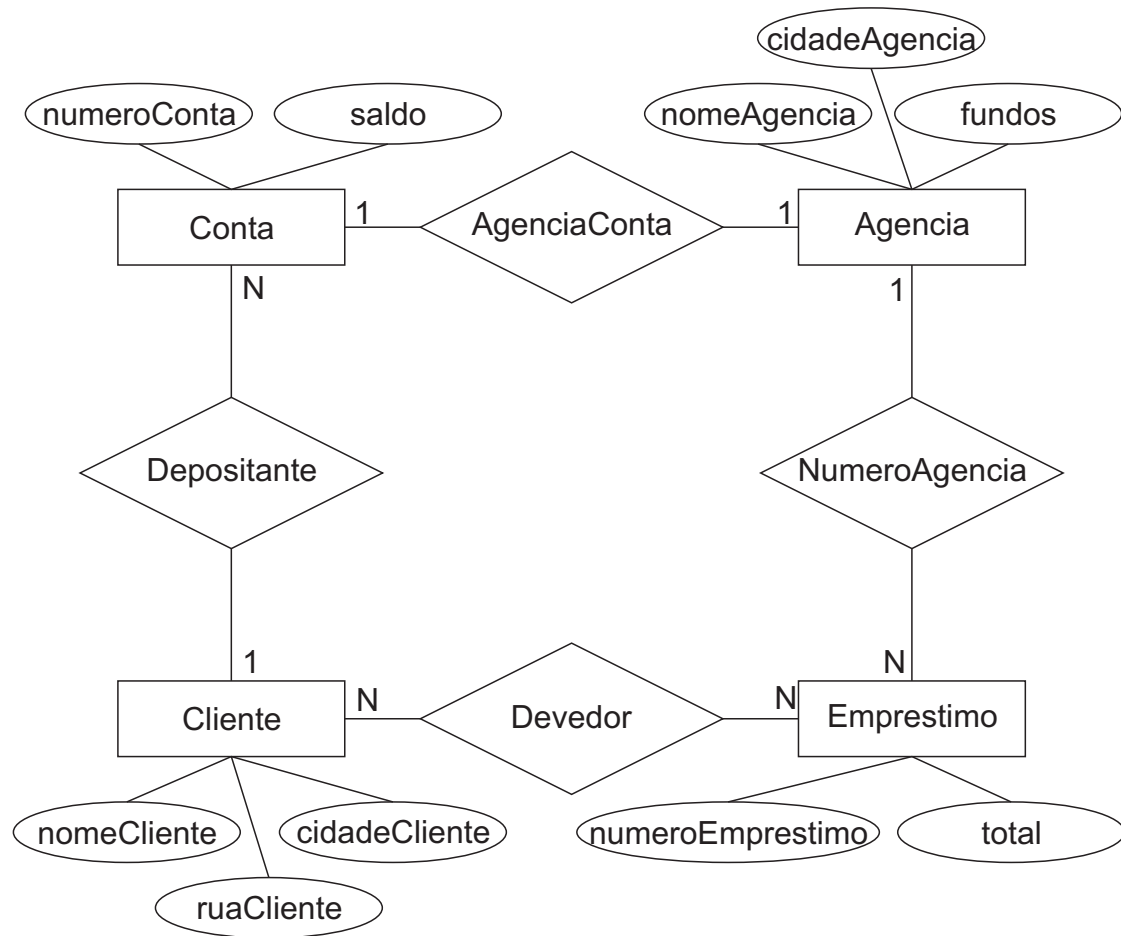 cidadeAgencia
numeroConta
saldo
nomeAgencia
fundos
Conta
1
AgenciaConta
1
Agencia
N
1
Depositante
NumeroAgencia
1
N
Cliente
N
Devedor
N
Emprestimo
nomeCliente
cidadeCliente
numeroEmprestimo
total
ruaCliente